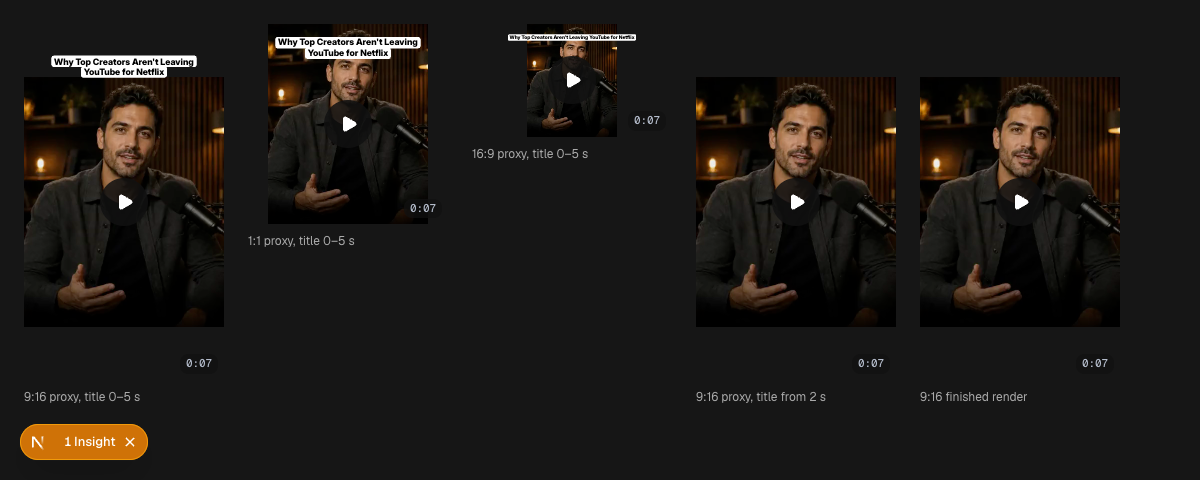 Why Top Creators Aren't Leaving
YouTube for Netflix
0:07
9:16 proxy, title 0–5 s
Why Top Creators Aren't Leaving
YouTube for Netflix
0:07
1:1 proxy, title 0–5 s
Why Top Creators Aren't Leaving YouTube for Netflix
0:07
16:9 proxy, title 0–5 s
0:07
9:16 proxy, title from 2 s
0:07
9:16 finished render
N
1 Insight